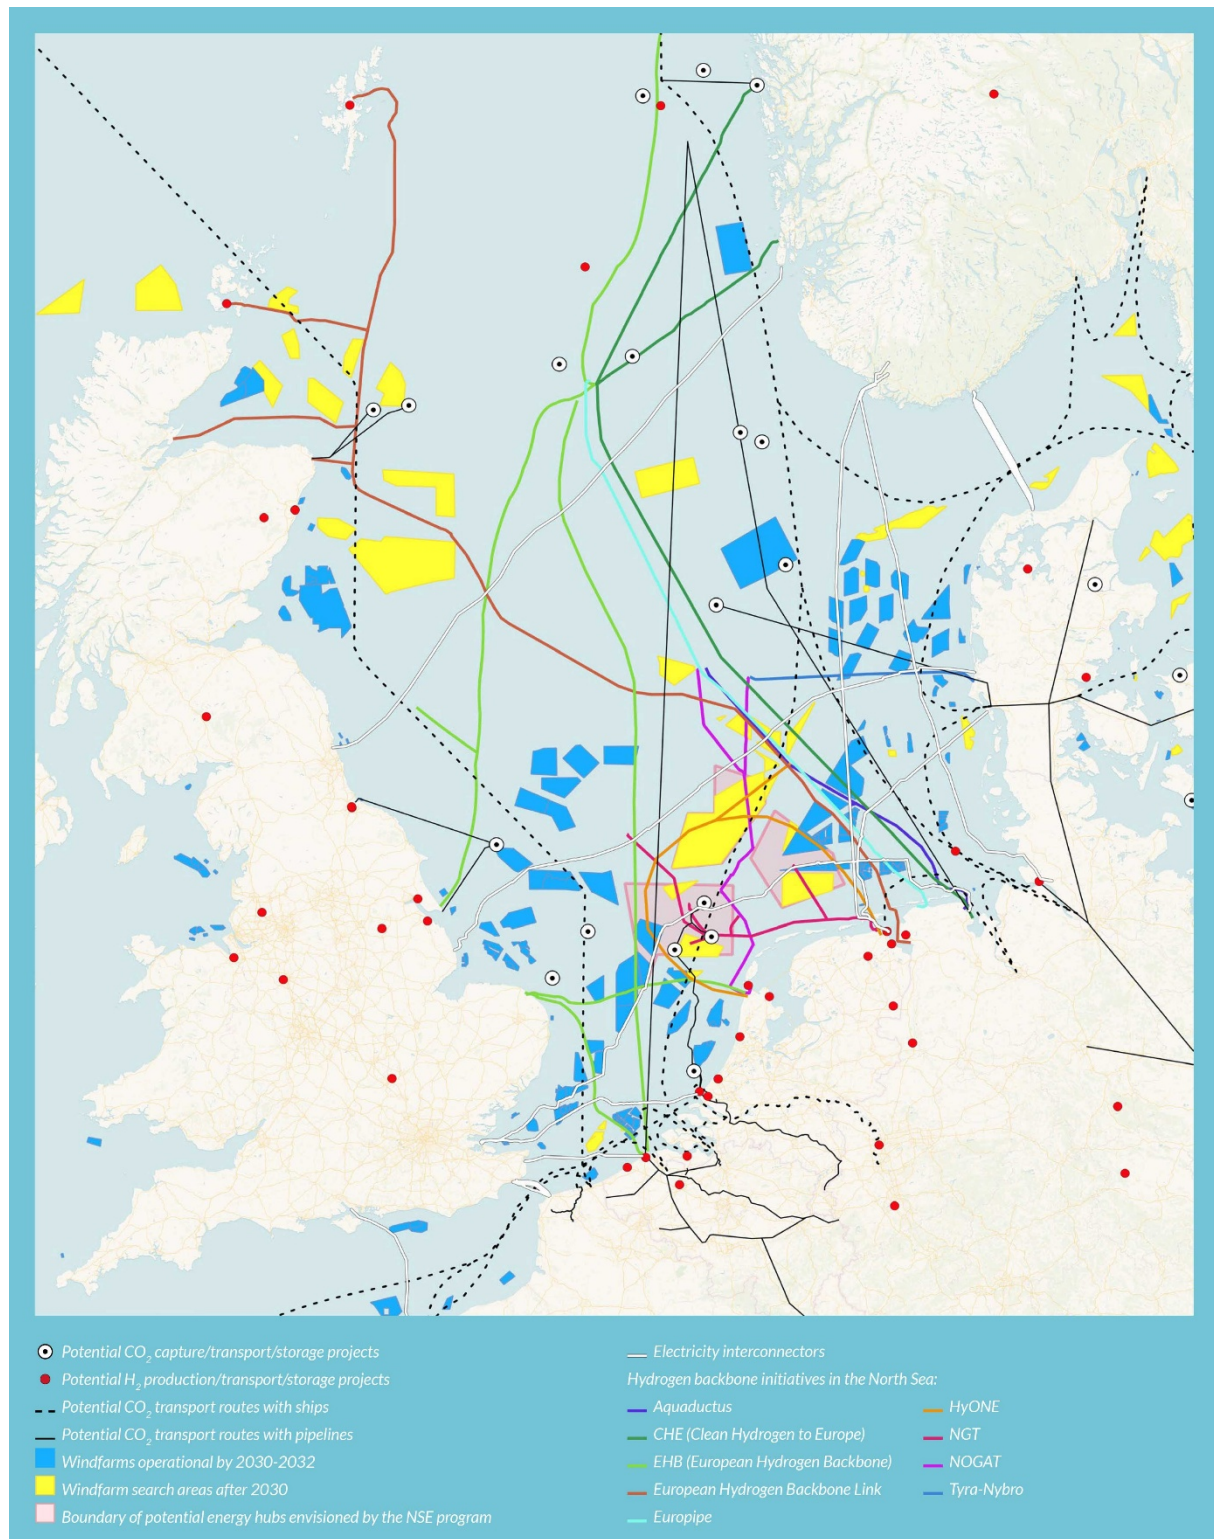 Potential CO₂ capture/transport/storage projects
Potential H₂ production/transport/storage projects
Potential CO₂ transport routes with ships
Potential CO₂ transport routes with pipelines
Windfarms operational by 2030-2032
Windfarm search areas after 2030
Boundary of potential energy hubs envisioned by the NSE program
Electricity interconnectors
Hydrogen backbone initiatives in the North Sea:
Aquaductus
CHE (Clean Hydrogen to Europe)
EHB (European Hydrogen Backbone)
European Hydrogen Backbone Link
Europipe
HyONE
NGT
NOGAT
Tyra-Nybro